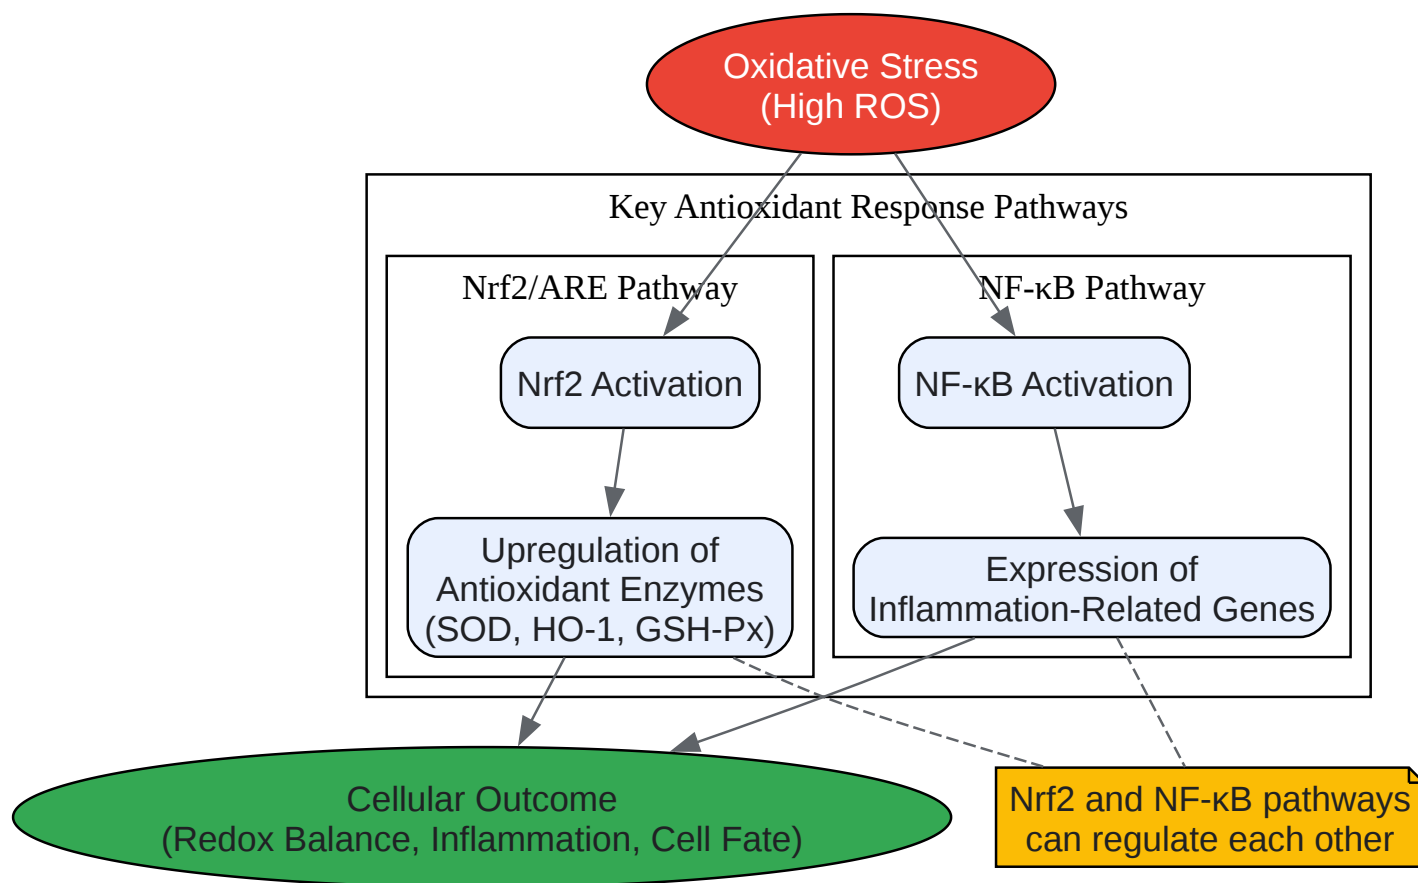 Oxidative Stress
(High ROS)
Key Antioxidant Response Pathways
Nrf2/ARE Pathway
NF-κB Pathway
Nrf2 Activation
NF-κB Activation
Upregulation of
Antioxidant Enzymes
(SOD, HO-1, GSH-Px)
Expression of
Inflammation-Related Genes
Cellular Outcome
(Redox Balance, Inflammation, Cell Fate)
Nrf2 and NF-κB pathways
can regulate each other